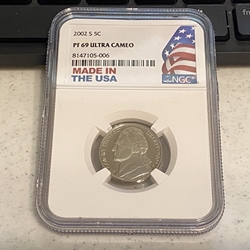 2002 S 5C
PF 69 ULTRA CAMEO
8147105-006
MADE IN
THE USA
NGC